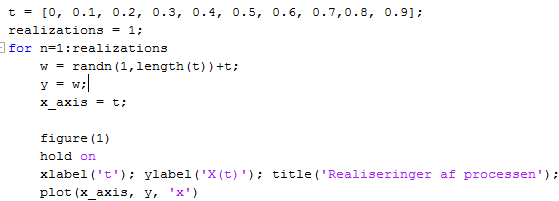 t = [0, 0.1, 0.2, 0.3, 0.4, 0.5, 0.6, 0.7,0.8, 0.9];
realizations = 1;
for n=1:realizations
    w = randn(1,length(t))+t;
    y = w;
    x_axis = t;

    figure(1)
    hold on
    xlabel('t'); ylabel('X(t)'); title('Realiseringer af processen');
    plot(x_axis, y, 'x')